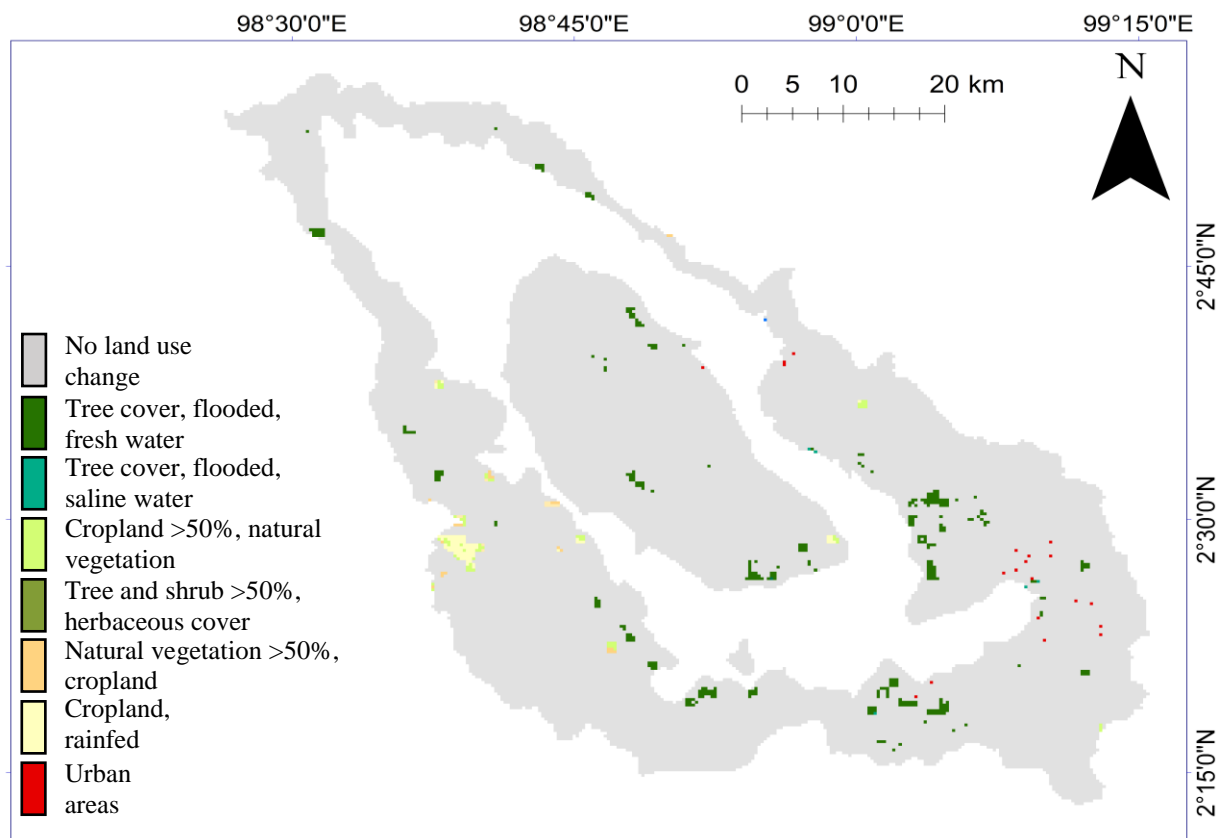 98°30'0"E 98°45'0"E 99°0'0"E 99°15'0"E
0 5 10 20 km
N
2°45'0"N
2°30'0"N
2°15'0"N
No land use
change
Tree cover, flooded,
fresh water
Tree cover, flooded,
saline water
Cropland >50%, natural
vegetation
Tree and shrub >50%,
herbaceous cover
Natural vegetation >50%,
cropland
Cropland,
rainfed
Urban
areas